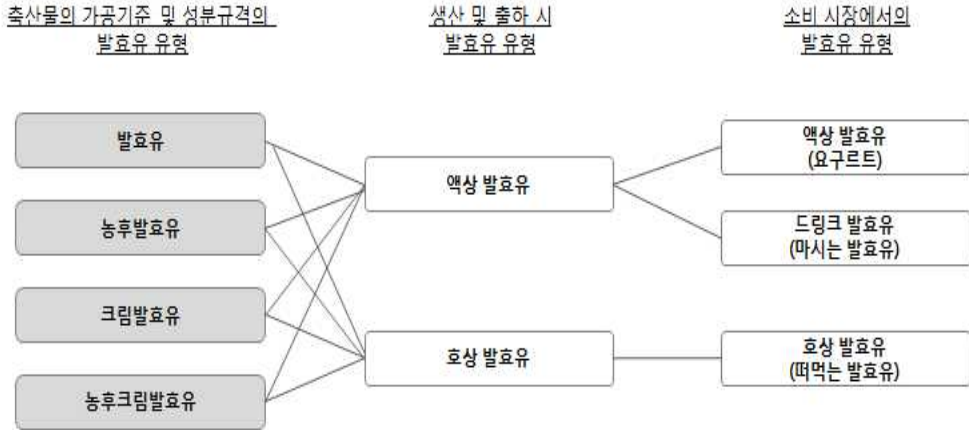 축산물의 가공기준 및 성분규격의
발효유 유형
생산 및 출하 시
발효유 유형
소비 시장에서의
발효유 유형
발효유
농후발효유
크림발효유
농후크림발효유
액상 발효유
호상 발효유
액상 발효유
(요구르트)
드링크 발효유
(마시는 발효유)
호상 발효유
(떠먹는 발효유)